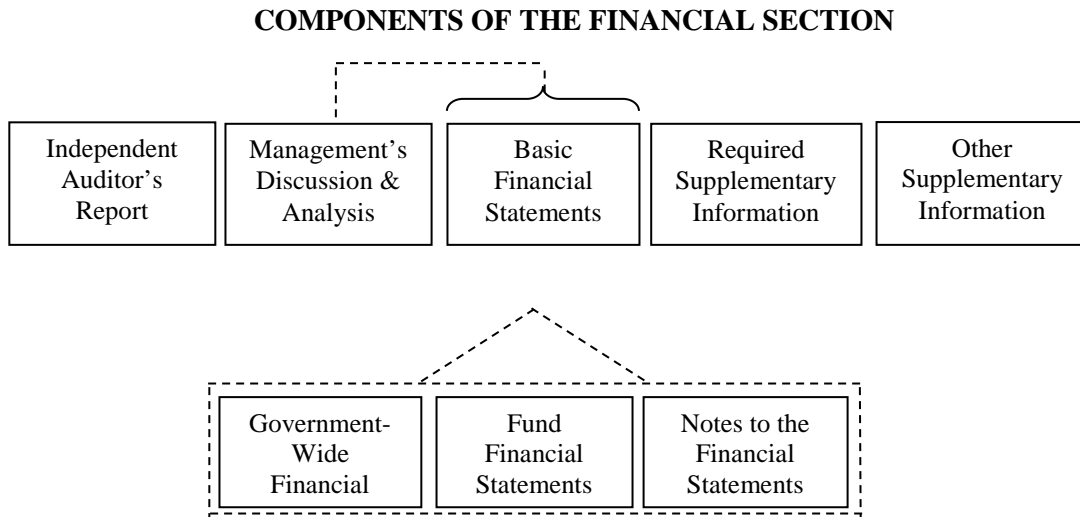 COMPONENTS OF THE FINANCIAL SECTION
Independent
Auditor’s
Report
Management’s
Discussion &
Analysis
Basic
Financial
Statements
Required
Supplementary
Information
Other
Supplementary
Information
Government-
Wide
Financial
Fund
Financial
Statements
Notes to the
Financial
Statements